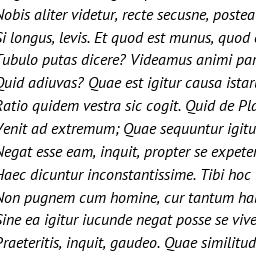 Nobis aliter videtur, recte secusne, postea
Si longus, levis. Et quod est munus, quod
Tubulo putas dicere? Videamus animi par
Quid adiuvas? Quae est igitur causa istar
Ratio quidem vestra sic cogit. Quid de Pla
Venit ad extremum; Quae sequuntur igitu
Negat esse eam, inquit, propter se expeter
Haec dicuntur inconstantissime. Tibi hoc
Non pugnem cum homine, cur tantum ha
Sine ea igitur iucunde negat posse se vive
Praeteritis, inquit, gaudeo. Quae similitud